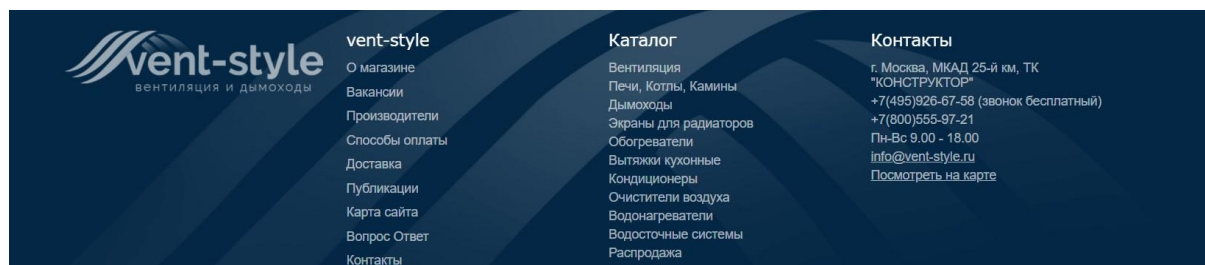 vent-style
вентиляция и дымоходы
vent-style
О магазине
Вакансии
Производители
Способы оплаты
Доставка
Публикации
Карта сайта
Вопрос Ответ
Контакты
Каталог
Вентиляция
Печи, Котлы, Камины
Дымоходы
Экраны для радиаторов
Обогреватели
Вытяжки кухонные
Кондиционеры
Очистители воздуха
Водонагреватели
Водосточные системы
Распродажа
Контакты
г. Москва, МКАД 25-й км, ТК
"КОНСТРУКТОР"
+7(495)926-67-58 (звонок бесплатный)
+7(800)555-97-21
Пн-Вс 9.00 - 18.00
info@vent-style.ru
Посмотреть на карте